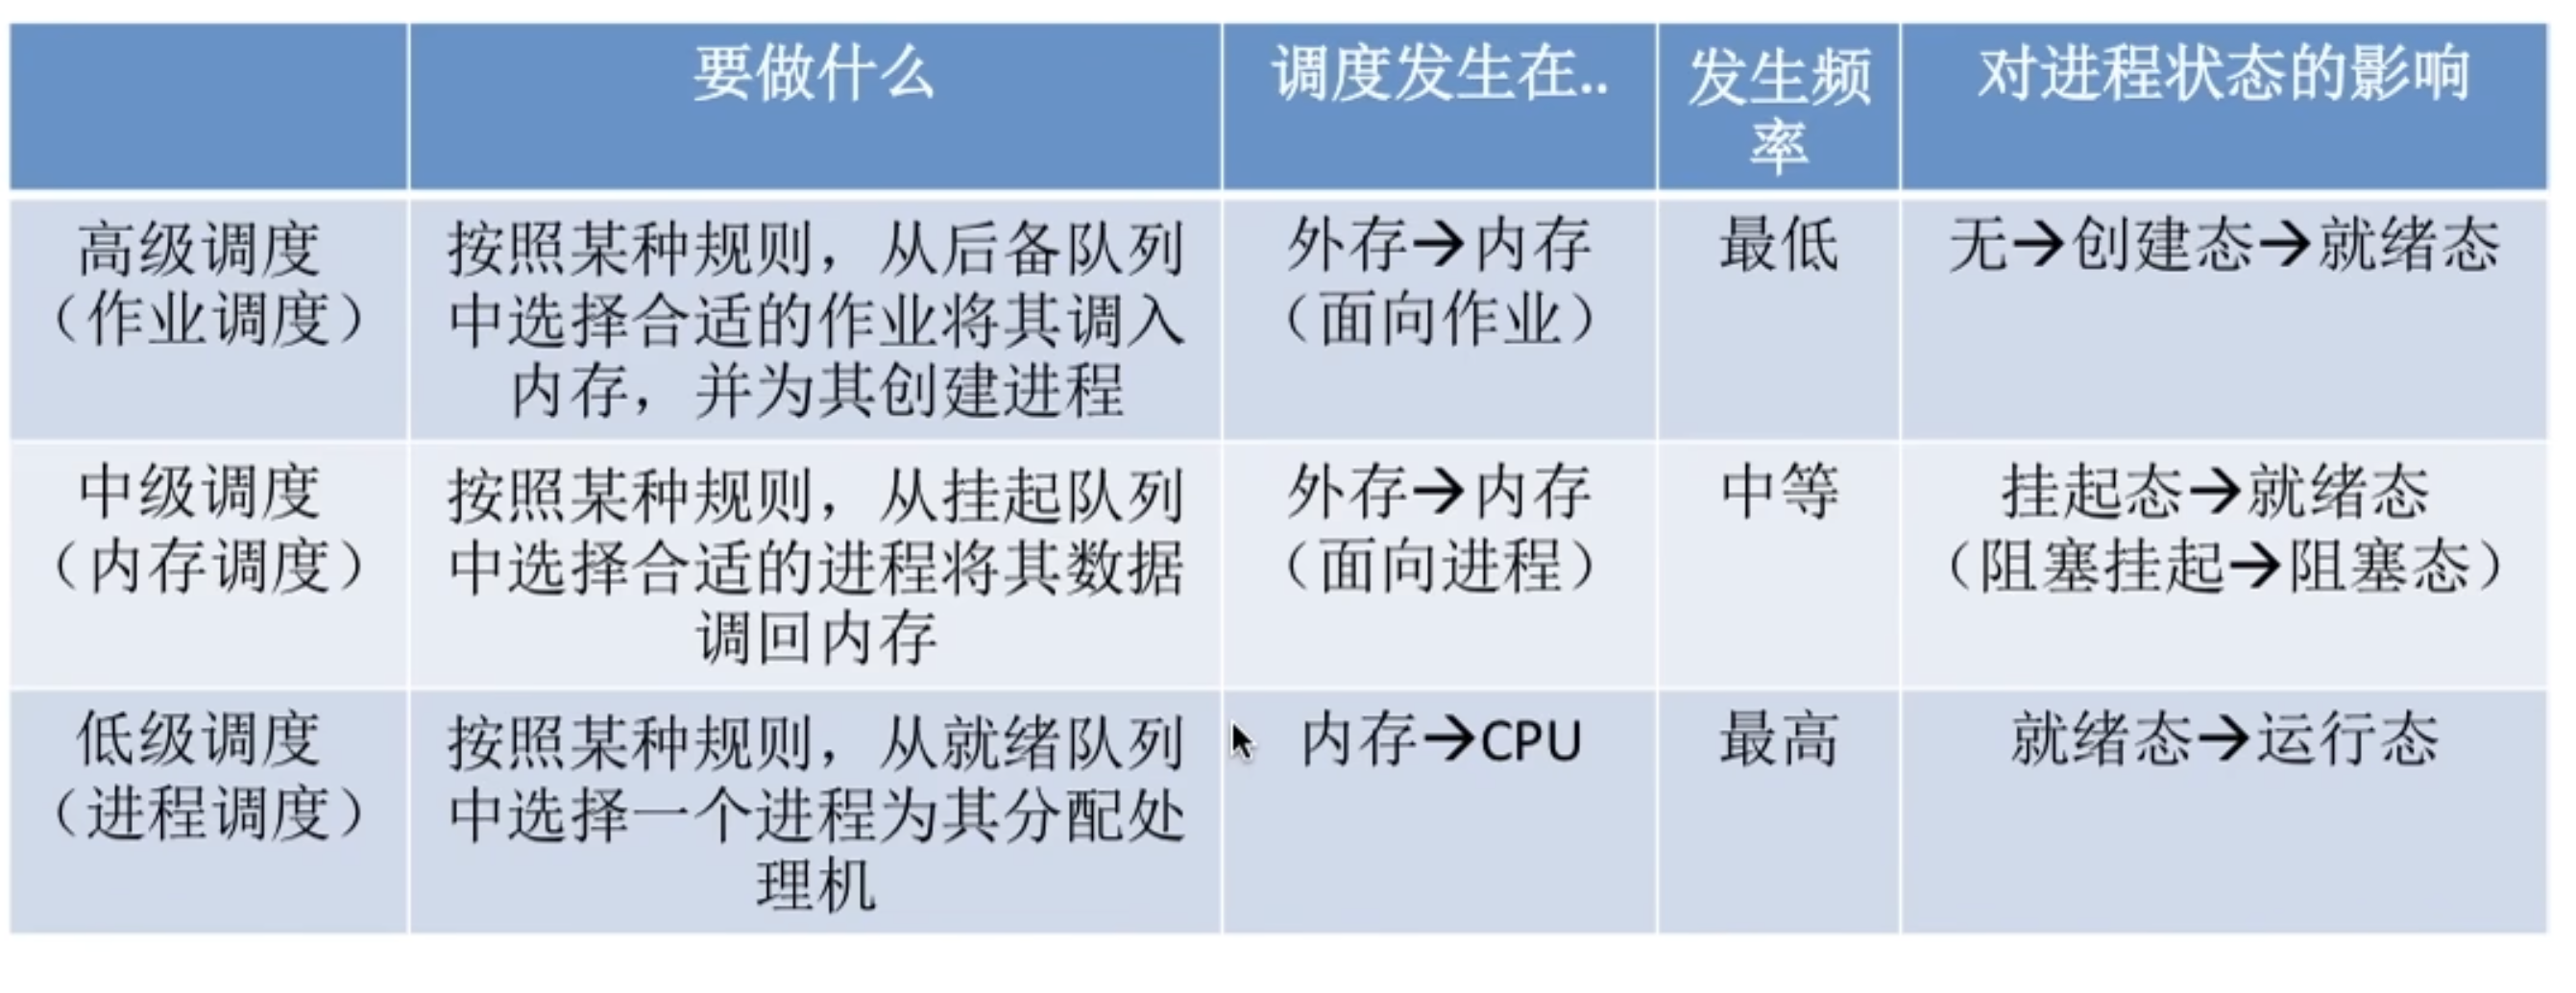 要做什么
调度发生在..
发生频
率
对进程状态的影响
高级调度
（作业调度）
按照某种规则，从后备队列
中选择合适的作业将其调入
内存，并为其创建进程
外存→内存
（面向作业）
最低
无→创建态→就绪态
中级调度
（内存调度）
按照某种规则，从挂起队列
中选择合适的进程将其数据
调回内存
外存→内存
（面向进程）
中等
挂起态→就绪态
（阻塞挂起→阻塞态）
低级调度
（进程调度）
按照某种规则，从就绪队列
中选择一个进程为其分配处
理机
内存→CPU
最高
就绪态→运行态